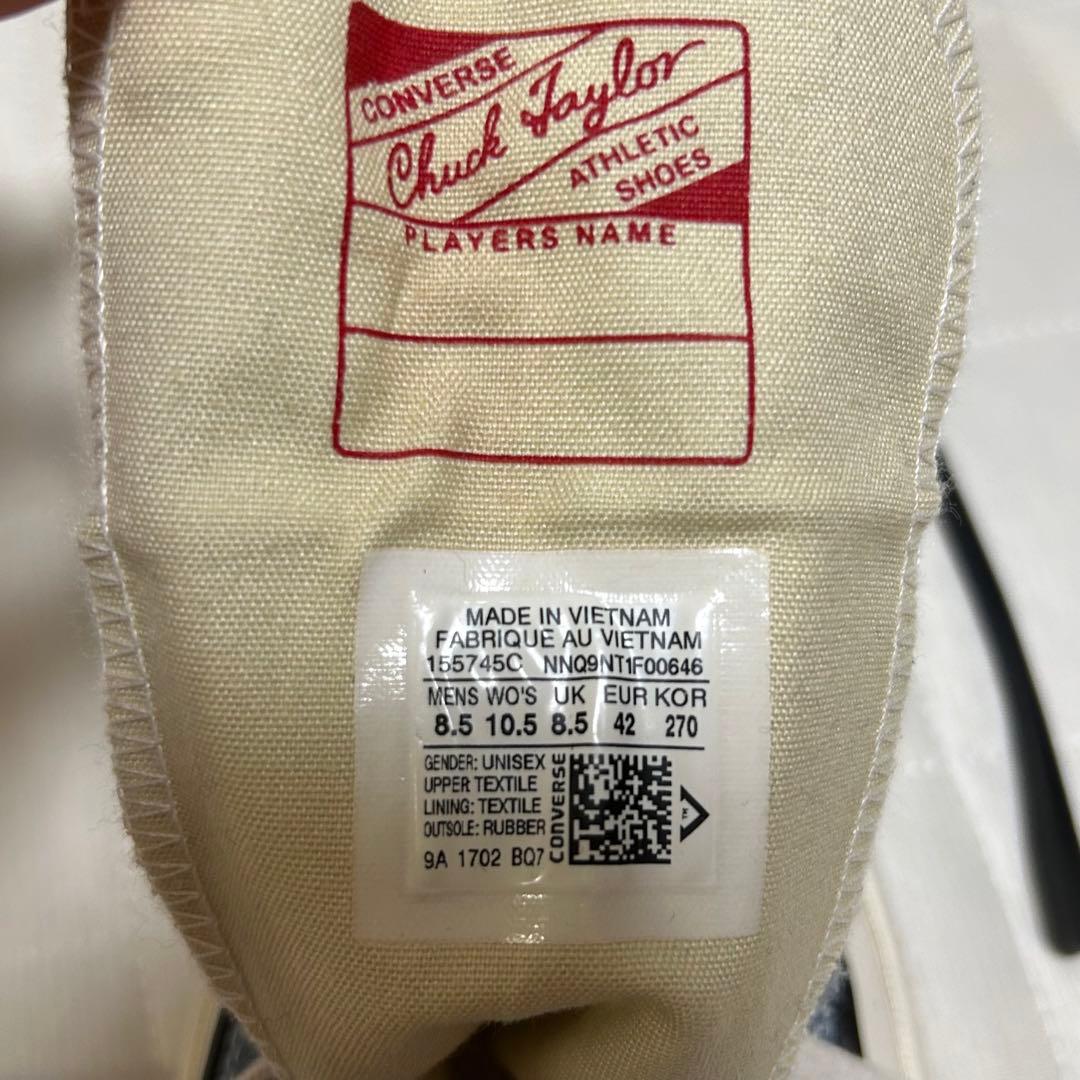 CONVERSE
Chuck Taylor
ATHLETIC
SHOES
PLAYERS NAME
MADE IN VIETNAM
FABRIQUE AU VIETNAM
155745C NNQ9NT1F00646
MENS WO'S UK EUR KOR
8.5 10.5 8.5 42 270
GENDER: UNISEX
UPPER TEXTILE
LINING: TEXTILE
OUTSOLE: RUBBER
9A 1702 BQ7
CONVERSE
TM